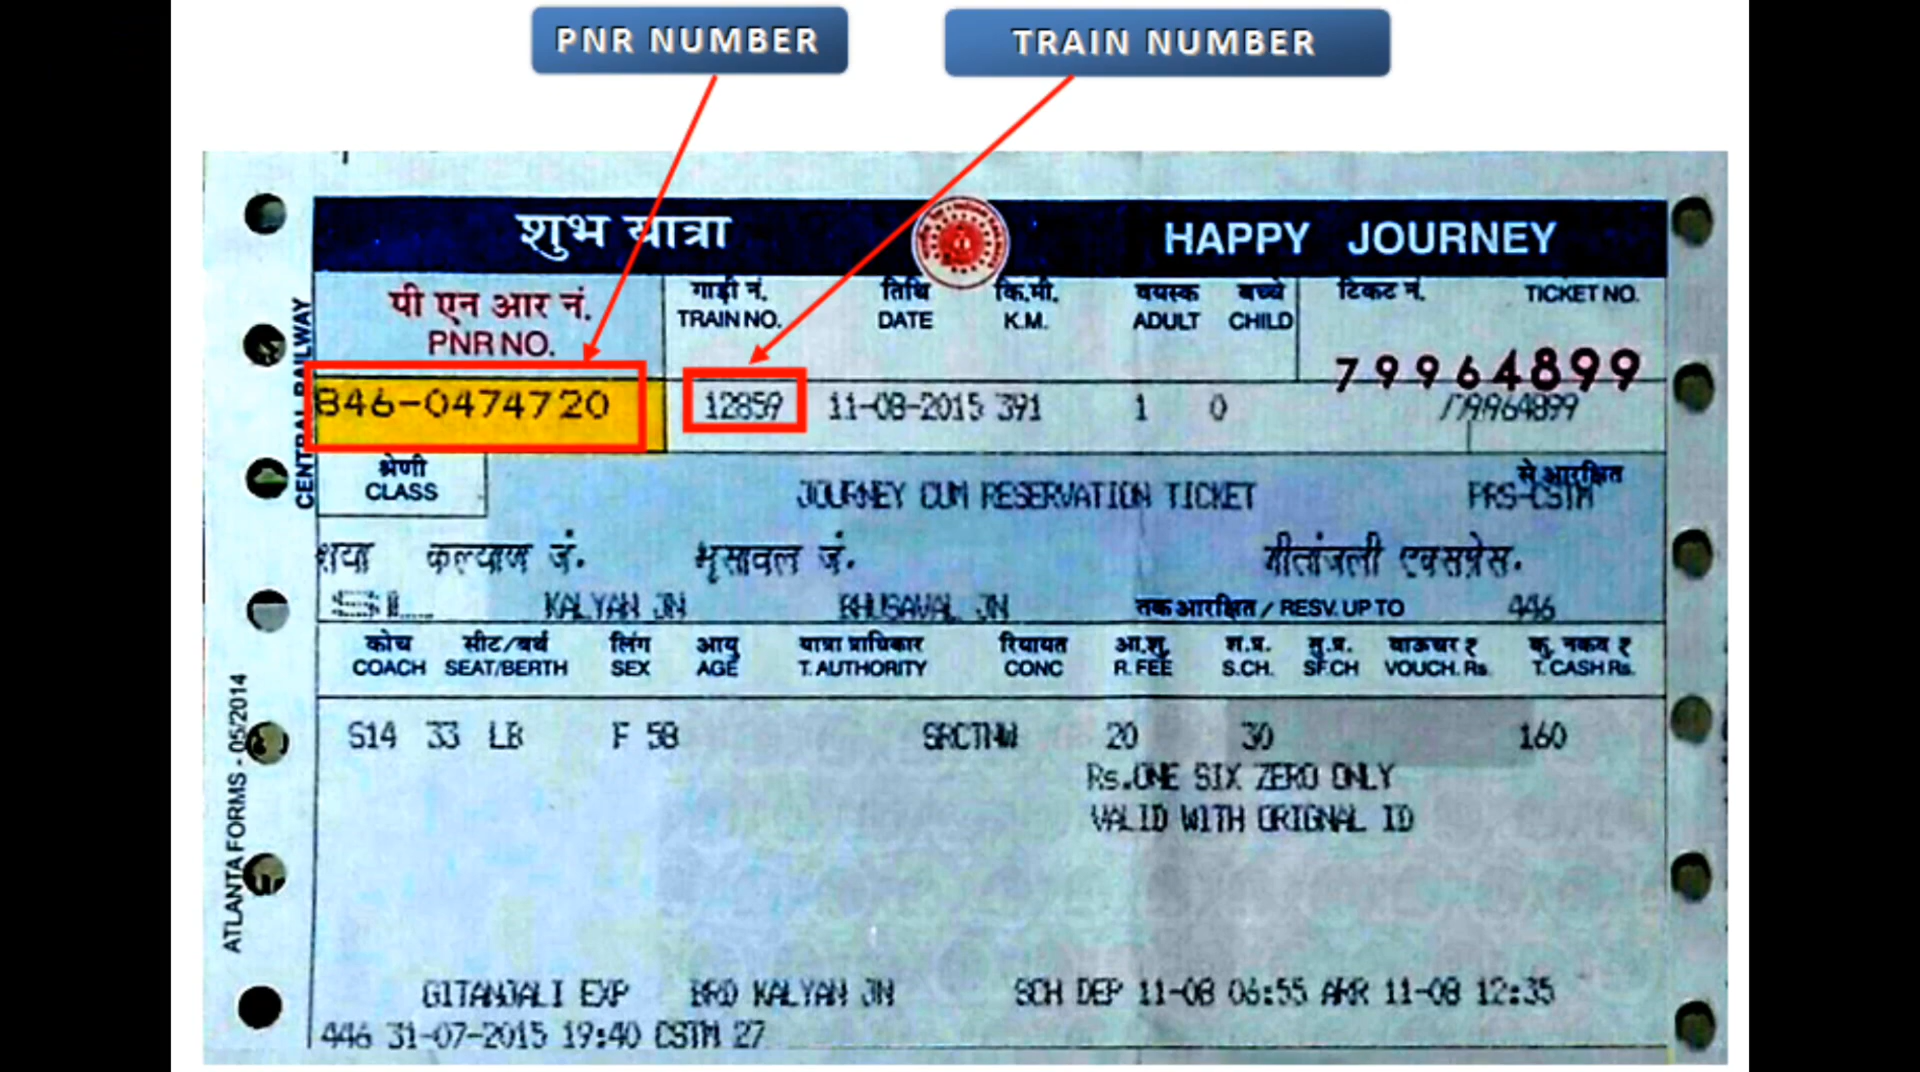 PNR NUMBER TRAIN NUMBER
शुभ यात्रा HAPPY JOURNEY
पी एन आर नं. गाड़ी नं. तिथि कि.मी. वयस्क बच्चे टिकट नं. TICKET NO.
PNR NO. TRAIN NO. DATE K.M. ADULT CHILD
79964899
846-0474720 12859 11-08-2015 391 1 0 79964899
श्रेणी से आरक्षित
CLASS JOURNEY CUM RESERVATION TICKET PRS-CSTM
कल्याण जं. भुसावल जं. गीतांजली एक्सप्रेस.
SL KALYAN JN BHUSAVAL JN तक आरक्षित / RESV. UP TO 446
कोच सीट/बर्थ लिंग आयु यात्रा प्राधिकार रियायत आ.शु. श.प्र. सु.प्र. वाऊचर ₹ कु. नकद ₹
COACH SEAT/BERTH SEX AGE T. AUTHORITY CONC R. FEE S.CH. SF.CH VOUCH. Rs. T. CASH Rs.
S14 33 LB F 58 SRCTNW 20 30 160
Rs.ONE SIX ZERO ONLY
VALID WITH ORIGNAL ID
GITANJALI EXP BRD KALYAN JN SCH DEP 11-08 06:55 ARR 11-08 12:35
446 31-07-2015 19:40 CSTM 27
CENTRAL RAILWAY
ATLANTA FORMS - 05/2014